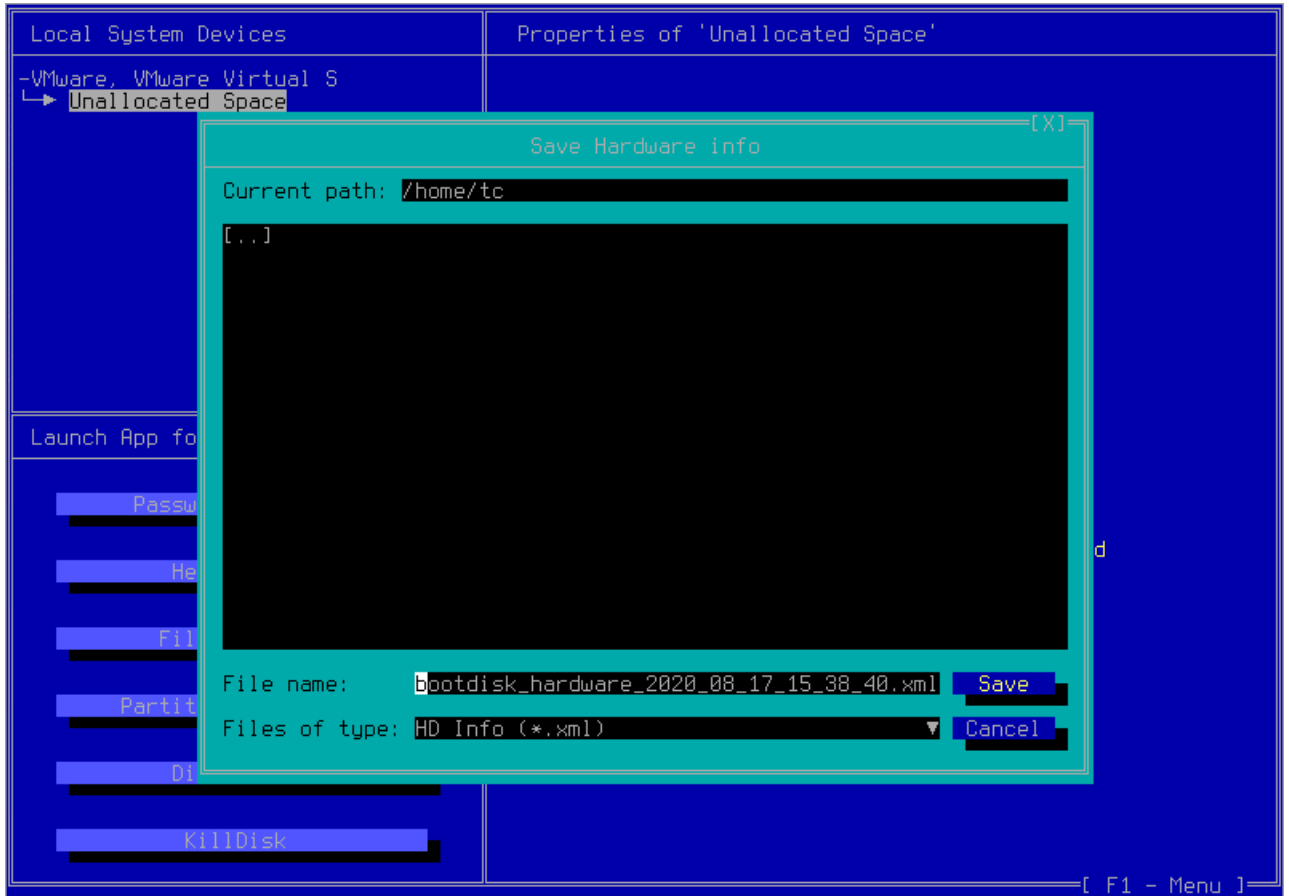 Local System Devices
Properties of 'Unallocated Space'
-VMware, VMware Virtual S
Unallocated Space
[X]
Save Hardware info
Current path: /home/tc
[..]
Launch App fo
Passw
He
Fil
Partit
Di
KillDisk
d
File name: bootdisk_hardware_2020_08_17_15_38_40.xml Save
Files of type: HD Info (*.xml) ▼ Cancel
[ F1 - Menu ]